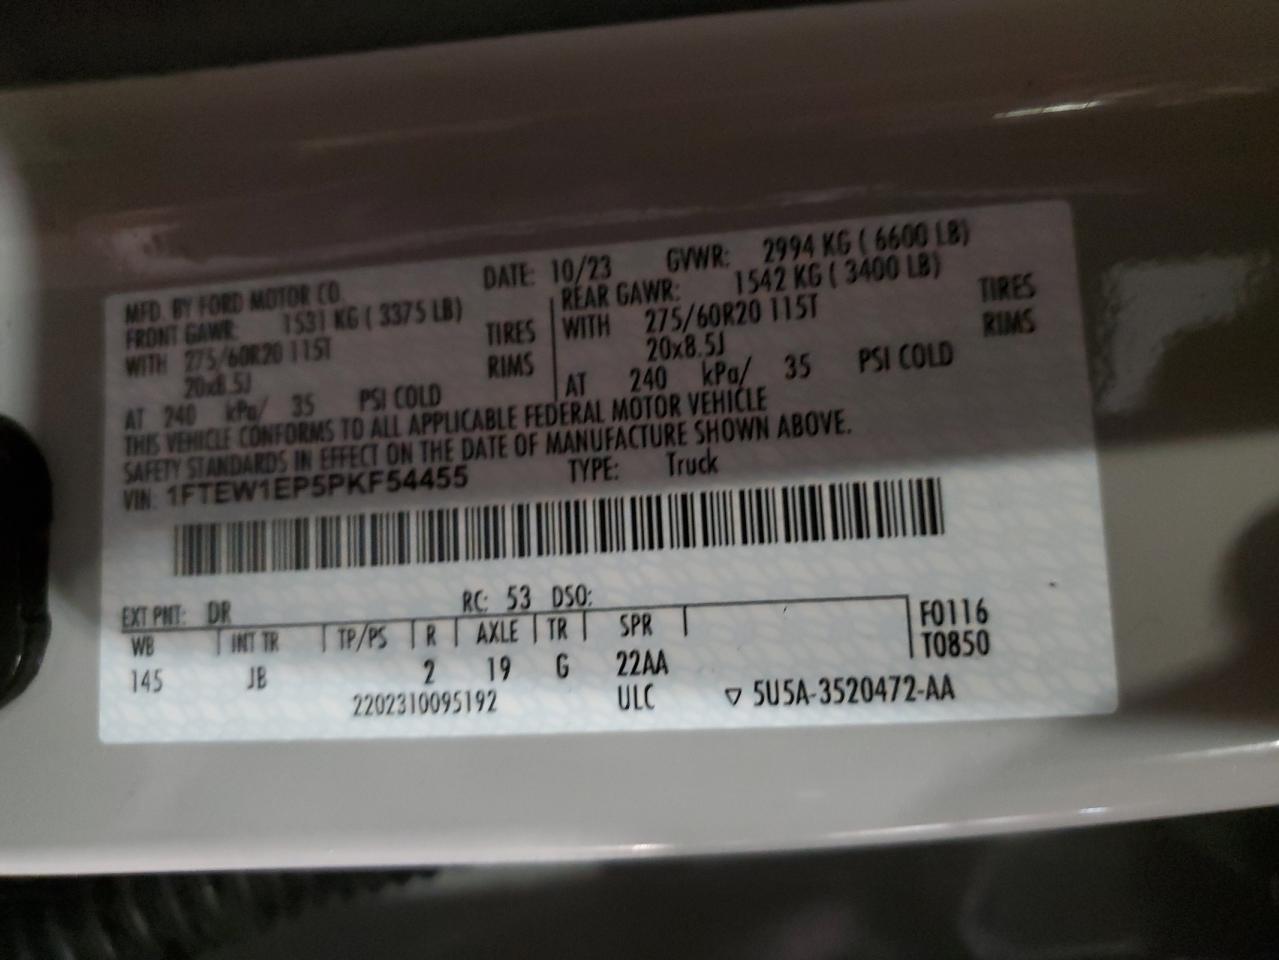 MFD. BY FORD MOTOR CO. DATE: 10/23 GVWR: 2994 KG ( 6600 LB)
FRONT GAWR: 1531 KG ( 3375 LB) REAR GAWR: 1542 KG ( 3400 LB)
WITH 275/60R20 115T TIRES WITH 275/60R20 115T TIRES
20x8.5J RIMS 20x8.5J RIMS
AT 240 kPa/ 35 PSI COLD AT 240 kPa/ 35 PSI COLD
THIS VEHICLE CONFORMS TO ALL APPLICABLE FEDERAL MOTOR VEHICLE
SAFETY STANDARDS IN EFFECT ON THE DATE OF MANUFACTURE SHOWN ABOVE.
VIN: 1FTEW1EP5PKF54455 TYPE: Truck
EXT PNT: DR RC: 53 DSO:
WB INT TR TP/PS R AXLE TR SPR F0116
145 JB 2 19 G 22AA T0850
2202310095192 ULC ▽ 5U5A-3520472-AA